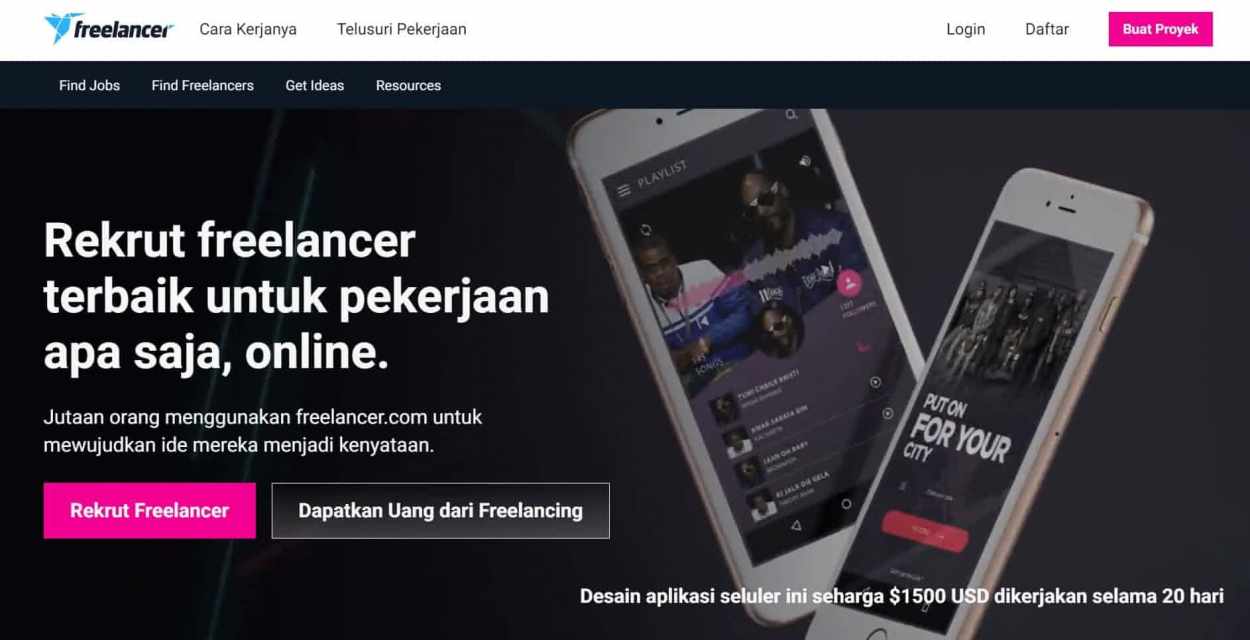 freelancer
Cara Kerjanya
Telusuri Pekerjaan
Login
Daftar
Buat Proyek
Find Jobs
Find Freelancers
Get Ideas
Resources
PLAYLIST
Rekrut freelancer
terbaik untuk pekerjaan
apa saja, online.
Jutaan orang menggunakan freelancer.com untuk
mewujudkan ide mereka menjadi kenyataan.
Rekrut Freelancer
Dapatkan Uang dari Freelancing
SONGS
FOLLOWERS
PUT ON
FOR YOUR
CITY
Desain aplikasi seluler ini seharga $1500 USD dikerjakan selama 20 hari